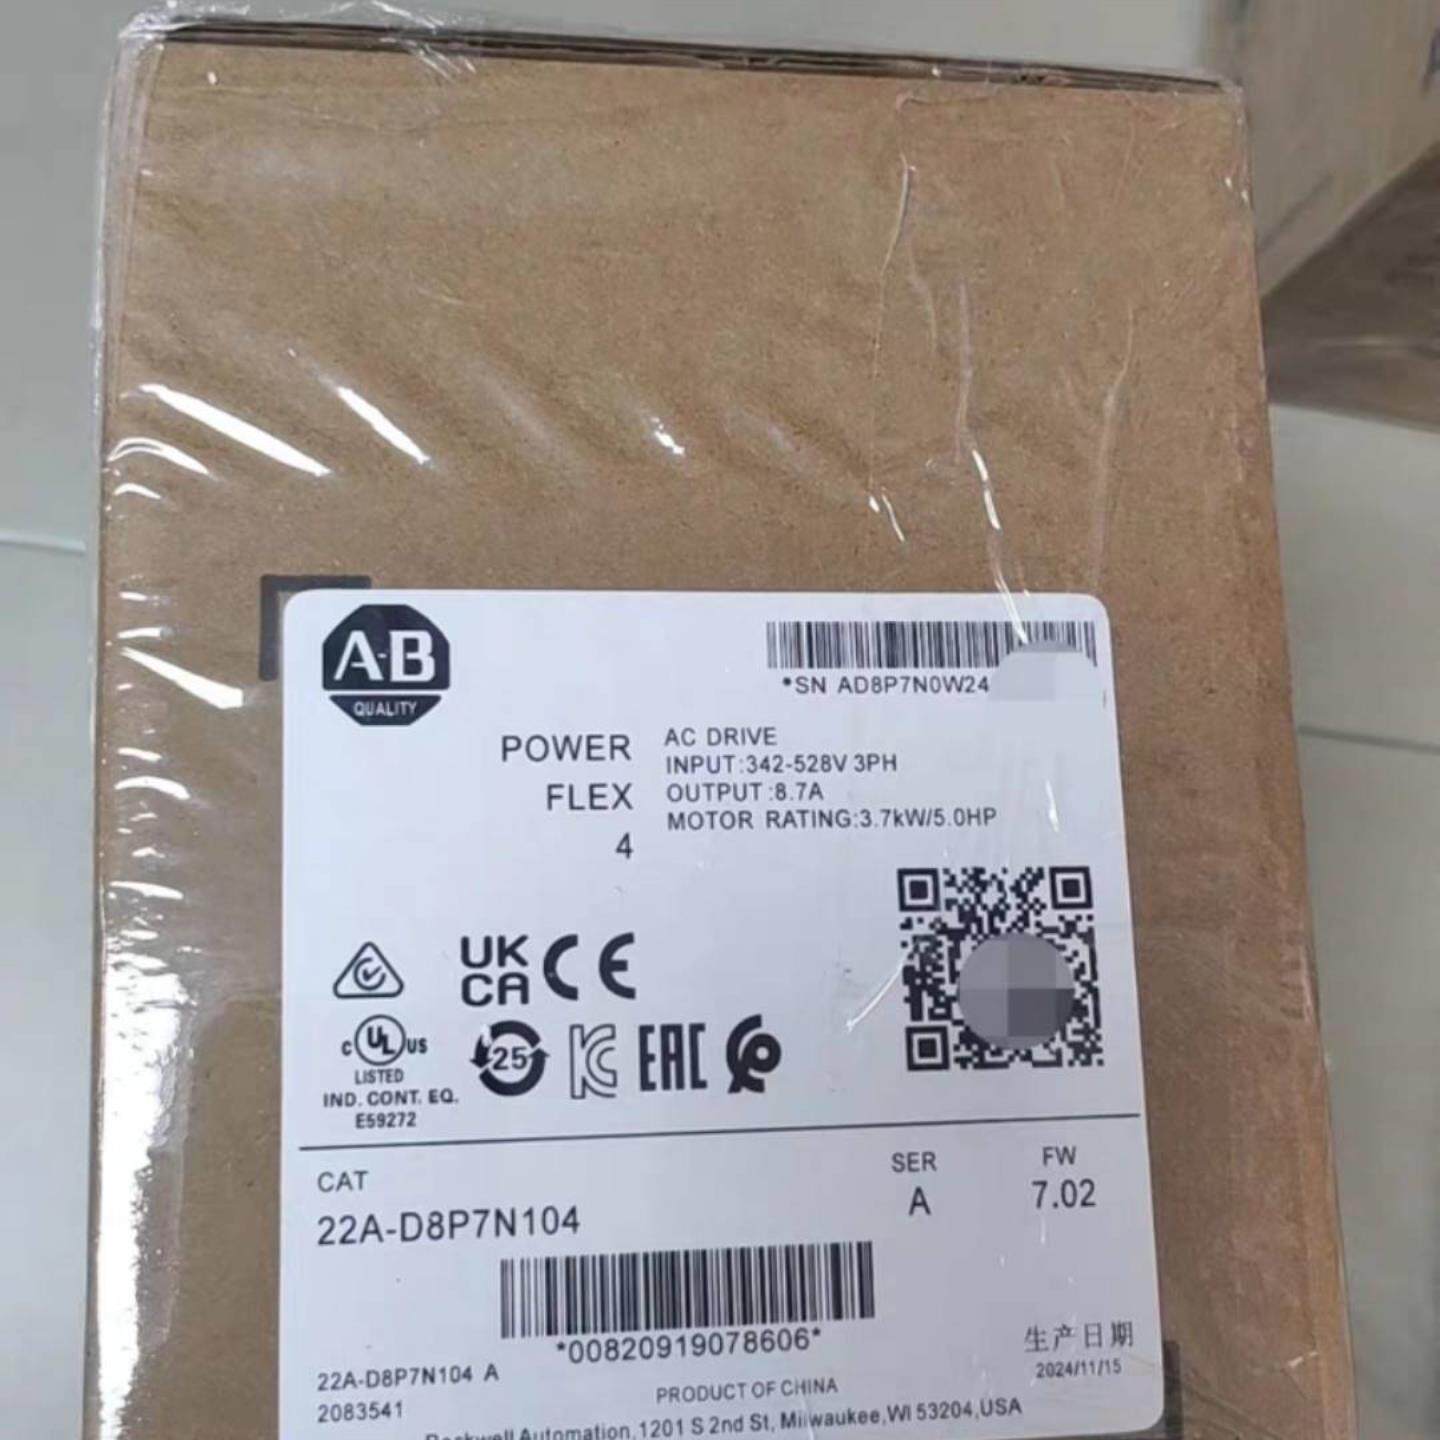 A-B
QUALITY
*SN AD8P7N0W24
POWER
FLEX
4
AC DRIVE
INPUT:342-528V 3PH
OUTPUT:8.7A
MOTOR RATING:3.7kW/5.0HP
UK
CA
CE
C UL US
LISTED
IND. CONT. EQ.
E59272
25
EAC
CAT
22A-D8P7N104
SER
A
FW
7.02
*00820919078606*
22A-D8P7N104 A
2083541
生产日期
2024/11/15
PRODUCT OF CHINA
Rockwell Automation,1201 S 2nd St, Milwaukee,WI 53204,USA